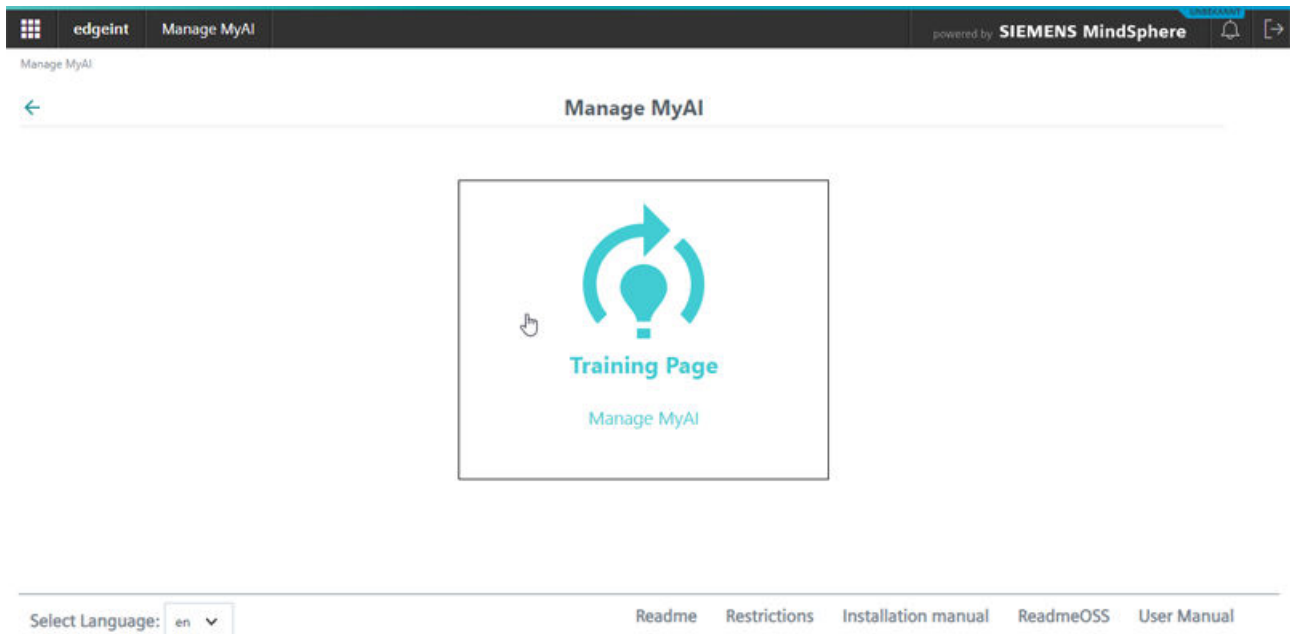 UNBEKANNT
edgeint Manage MyAI powered by SIEMENS MindSphere
Manage MyAI
Manage MyAI
Training Page
Manage MyAI
Select Language: en Readme Restrictions Installation manual ReadmeOSS User Manual